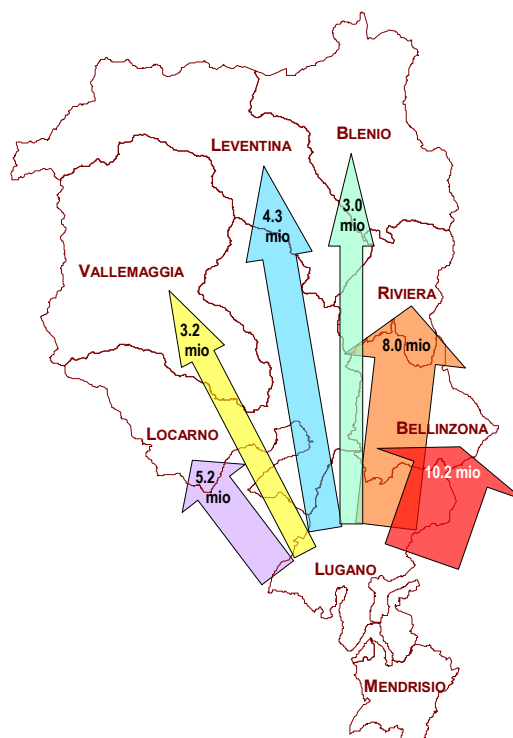 BLENIO
LEVENTINA
3.0
mio
4.3
mio
VALLEMAGGIA
RIVIERA
3.2
mio
8.0 mio
LOCARNO
BELLINZONA
5.2
mio
10.2 mio
LUGANO
MENDRISIO